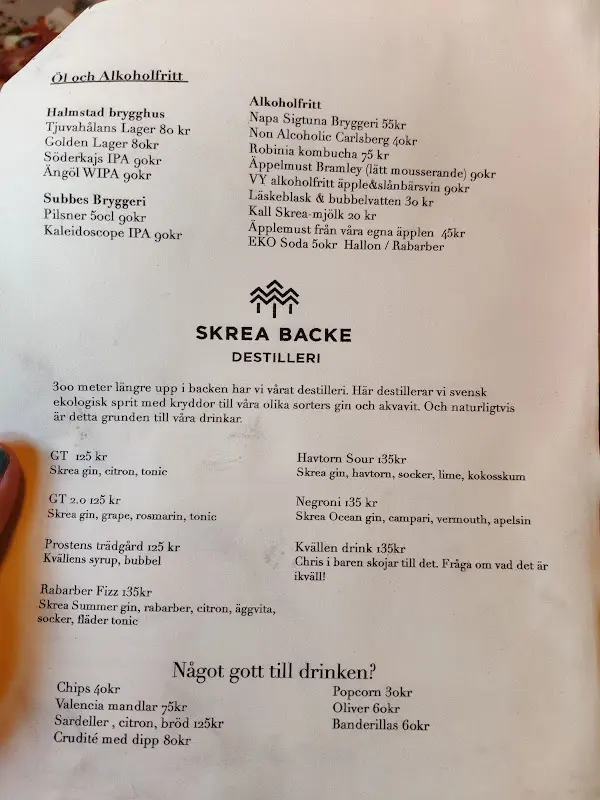 Öl och Alkoholfritt
Halmstad brygghus
Tjuvahålans Lager 80 kr
Golden Lager 80kr
Söderkajs IPA 90kr
Ängöl WIPA 90kr
Subbes Bryggeri
Pilsner 50cl 90kr
Kaleidoscope IPA 90kr
Alkoholfritt
Napa Sigtuna Bryggeri 55kr
Non Alcoholic Carlsberg 40kr
Robinia kombucha 75 kr
Äppelmust Bramley (lätt mousserande) 90kr
VY alkoholfritt äpple&slånbärsvin 90kr
Läskeblask & bubbelvatten 30 kr
Kall Skrea-mjölk 20 kr
Äpplemust från våra egna äpplen 45kr
EKO Soda 50kr Hallon / Rabarber
SKREA BACKE
DESTILLERI
300 meter längre upp i backen har vi vårat destilleri. Här destillerar vi svensk
ekologisk sprit med kryddor till våra olika sorters gin och akvavit. Och naturligtvis
är detta grunden till våra drinkar.
GT 125 kr
Skrea gin, citron, tonic
GT 2.0 125 kr
Skrea gin, grape, rosmarin, tonic
Prostens trädgård 125 kr
Kvällens syrup, bubbel
Rabarber Fizz 135kr
Skrea Summer gin, rabarber, citron, äggvita,
socker, fläder tonic
Havtorn Sour 135kr
Skrea gin, havtorn, socker, lime, kokosskum
Negroni 135 kr
Skrea Ocean gin, campari, vermouth, apelsin
Kvällen drink 135kr
Chris i baren skojar till det. Fråga om vad det är
ikväll!
Något gott till drinken?
Chips 40kr
Valencia mandlar 75kr
Sardeller , citron, bröd 125kr
Crudité med dipp 80kr
Popcorn 30kr
Oliver 60kr
Banderillas 60kr